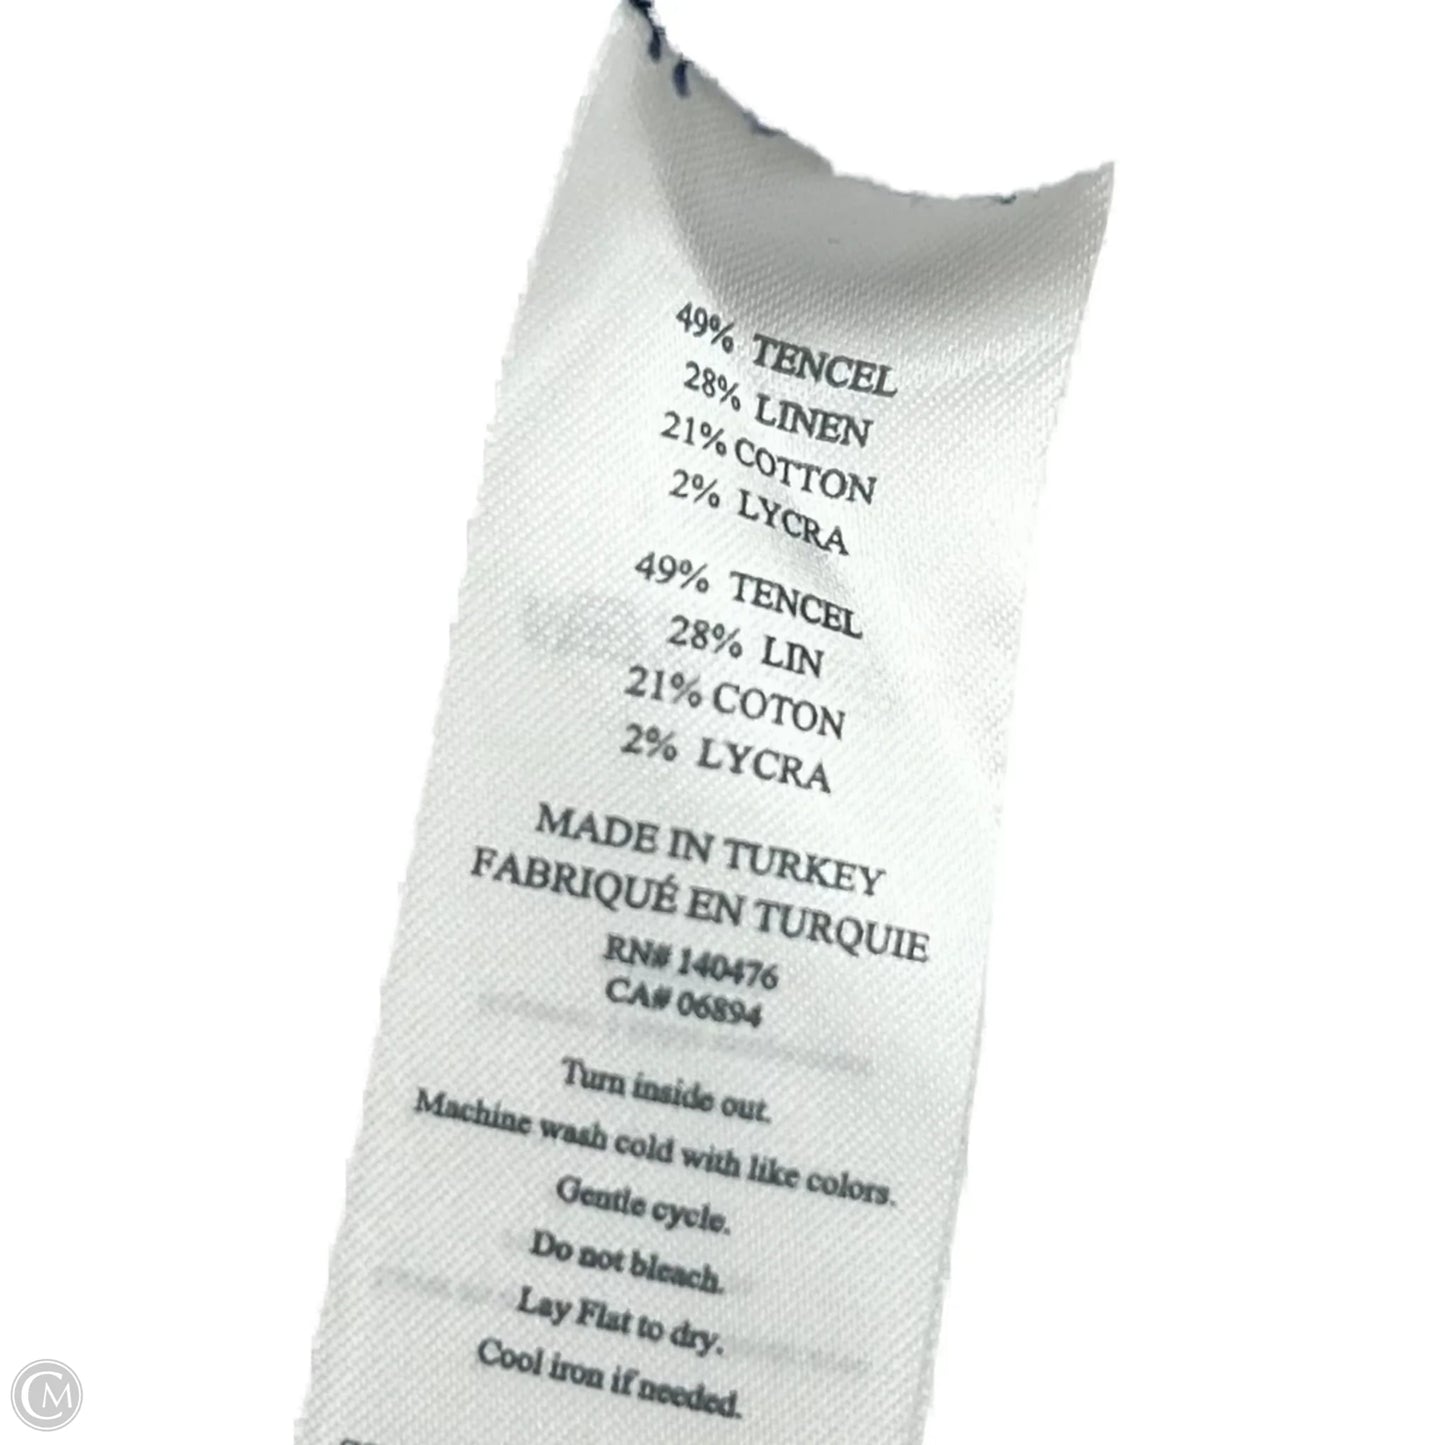 49% TENCEL
28% LINEN
21% COTTON
2% LYCRA
49% TENCEL
28% LIN
21% COTON
2% LYCRA
MADE IN TURKEY
FABRIQUÉ EN TURQUIE
RN# 140476
CA# 06894
Turn inside out.
Machine wash cold with like colors.
Gentle cycle.
Do not bleach.
Lay Flat to dry.
Cool iron if needed.
CM